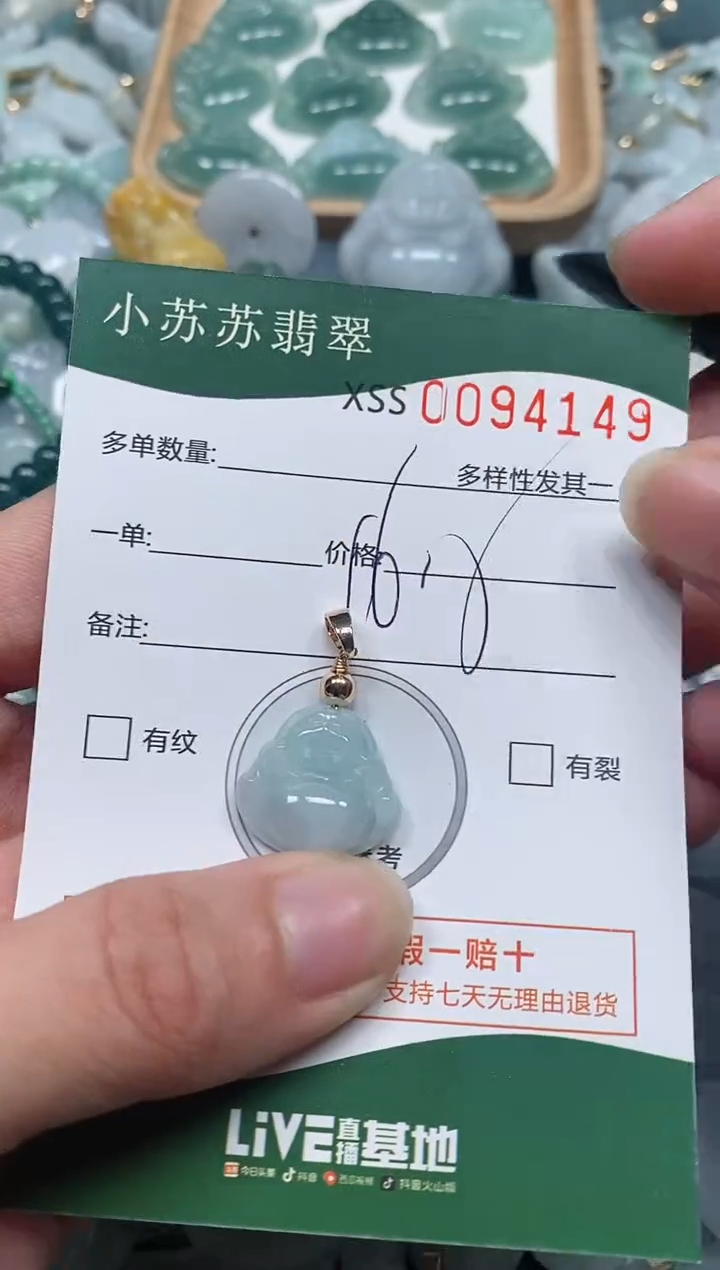 小苏苏翡翠
XSS 0094149
多单数量:
多样性发其一
一单:
价格:
备注:
有纹
有裂
考
假一赔十
支持七天无理由退货
LiVE直播基地
今日头条 抖音 西瓜视频 抖音火山版